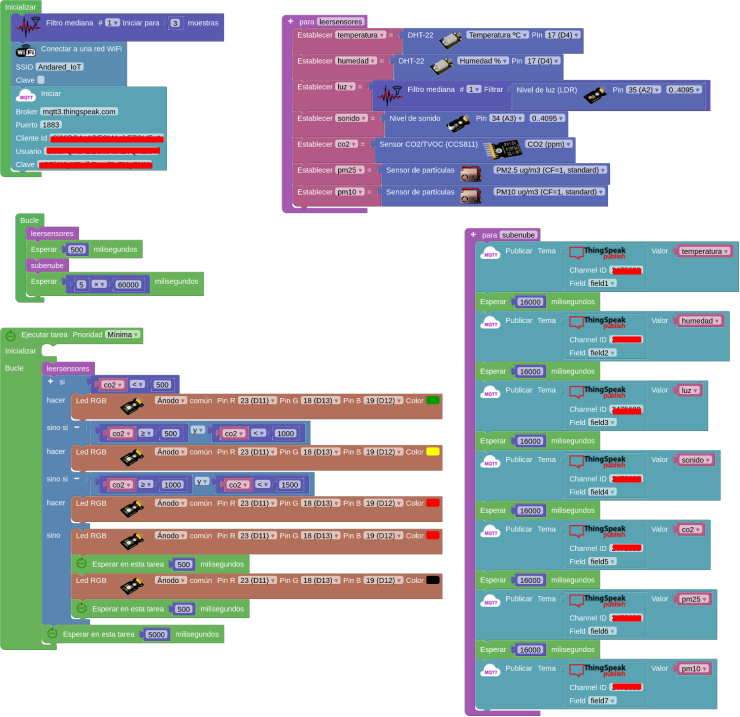 Inicializar
Filtro mediana # 1 Iniciar para 3 muestras
Conectar a una red WiFi
WiFi
SSID Andared_IoT
Clave
Iniciar
MQTT
Broker mqtt3.thingspeak.com
Puerto 1883
Cliente Id
Usuario
Clave
para leersensores
Establecer temperatura = DHT-22 Temperatura ºC Pin 17 (D4)
Establecer humedad = DHT-22 Humedad % Pin 17 (D4)
Establecer luz = Filtro mediana # 1 Filtrar Nivel de luz (LDR) Pin 35 (A2) 0..4095
Establecer sonido = Nivel de sonido Pin 34 (A3) 0..4095
Establecer co2 = Sensor CO2/TVOC (CCS811) CO2 (ppm)
Establecer pm25 = Sensor de partículas PM2.5 ug/m3 (CF=1, standard)
Establecer pm10 = Sensor de partículas PM10 ug/m3 (CF=1, standard)
Bucle
leersensores
Esperar 500 milisegundos
subenube
Esperar 5 × 60000 milisegundos
Ejecutar tarea Prioridad Mínima
Inicializar
Bucle leersensores
si co2 < 500
hacer Led RGB Ánodo común Pin R 23 (D11) Pin G 18 (D13) Pin B 19 (D12) Color
sino si co2 ≥ 500 y co2 < 1000
hacer Led RGB Ánodo común Pin R 23 (D11) Pin G 18 (D13) Pin B 19 (D12) Color
sino si co2 ≥ 1000 y co2 < 1500
hacer Led RGB Ánodo común Pin R 23 (D11) Pin G 18 (D13) Pin B 19 (D12) Color
sino Led RGB Ánodo común Pin R 23 (D11) Pin G 18 (D13) Pin B 19 (D12) Color
Esperar en esta tarea 500 milisegundos
Led RGB Ánodo común Pin R 23 (D11) Pin G 18 (D13) Pin B 19 (D12) Color
Esperar en esta tarea 500 milisegundos
Esperar en esta tarea 5000 milisegundos
para subenube
MQTT Publicar Tema ThingSpeak publish Valor temperatura
Channel ID
Field field1
Esperar 16000 milisegundos
MQTT Publicar Tema ThingSpeak publish Valor humedad
Channel ID
Field field2
Esperar 16000 milisegundos
MQTT Publicar Tema ThingSpeak publish Valor luz
Channel ID
Field field3
Esperar 16000 milisegundos
MQTT Publicar Tema ThingSpeak publish Valor sonido
Channel ID
Field field4
Esperar 16000 milisegundos
MQTT Publicar Tema ThingSpeak publish Valor co2
Channel ID
Field field5
Esperar 16000 milisegundos
MQTT Publicar Tema ThingSpeak publish Valor pm25
Channel ID
Field field6
Esperar 16000 milisegundos
MQTT Publicar Tema ThingSpeak publish Valor pm10
Channel ID
Field field7